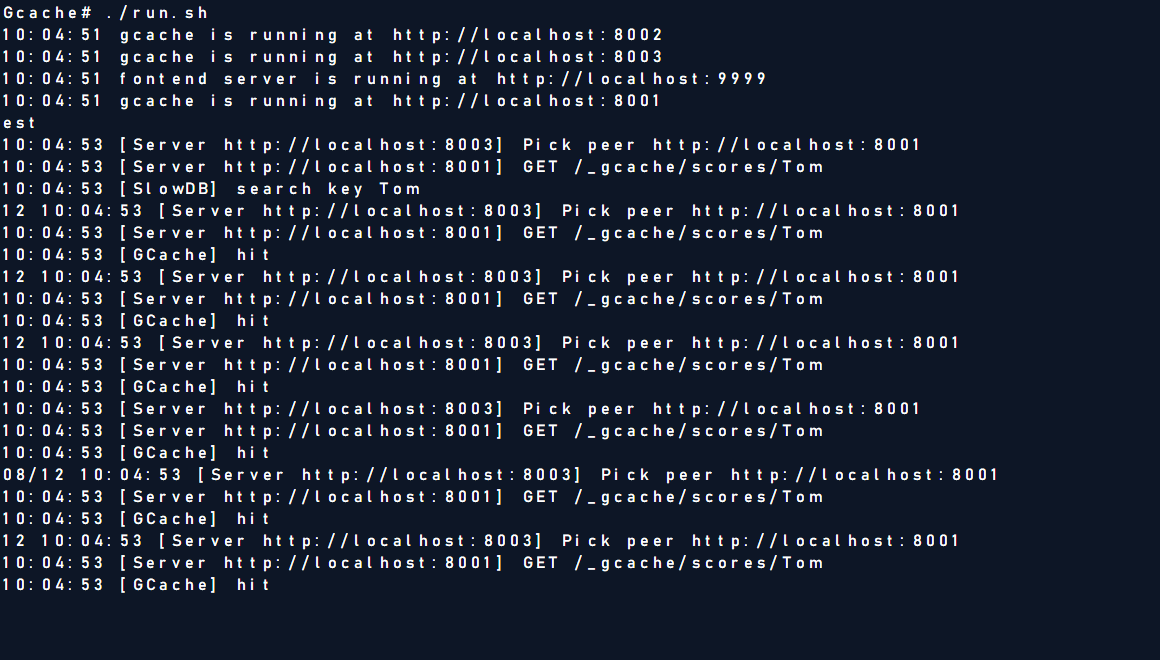 Gcache# ./run.sh
10:04:51 gcache is running at http://localhost:8002
10:04:51 gcache is running at http://localhost:8003
10:04:51 fontend server is running at http://localhost:9999
10:04:51 gcache is running at http://localhost:8001
est
10:04:53 [Server http://localhost:8003] Pick peer http://localhost:8001
10:04:53 [Server http://localhost:8001] GET /_gcache/scores/Tom
10:04:53 [SlowDB] search key Tom
12 10:04:53 [Server http://localhost:8003] Pick peer http://localhost:8001
10:04:53 [Server http://localhost:8001] GET /_gcache/scores/Tom
10:04:53 [GCache] hit
12 10:04:53 [Server http://localhost:8003] Pick peer http://localhost:8001
10:04:53 [Server http://localhost:8001] GET /_gcache/scores/Tom
10:04:53 [GCache] hit
12 10:04:53 [Server http://localhost:8003] Pick peer http://localhost:8001
10:04:53 [Server http://localhost:8001] GET /_gcache/scores/Tom
10:04:53 [GCache] hit
10:04:53 [Server http://localhost:8003] Pick peer http://localhost:8001
10:04:53 [Server http://localhost:8001] GET /_gcache/scores/Tom
10:04:53 [GCache] hit
08/12 10:04:53 [Server http://localhost:8003] Pick peer http://localhost:8001
10:04:53 [Server http://localhost:8001] GET /_gcache/scores/Tom
10:04:53 [GCache] hit
12 10:04:53 [Server http://localhost:8003] Pick peer http://localhost:8001
10:04:53 [Server http://localhost:8001] GET /_gcache/scores/Tom
10:04:53 [GCache] hit